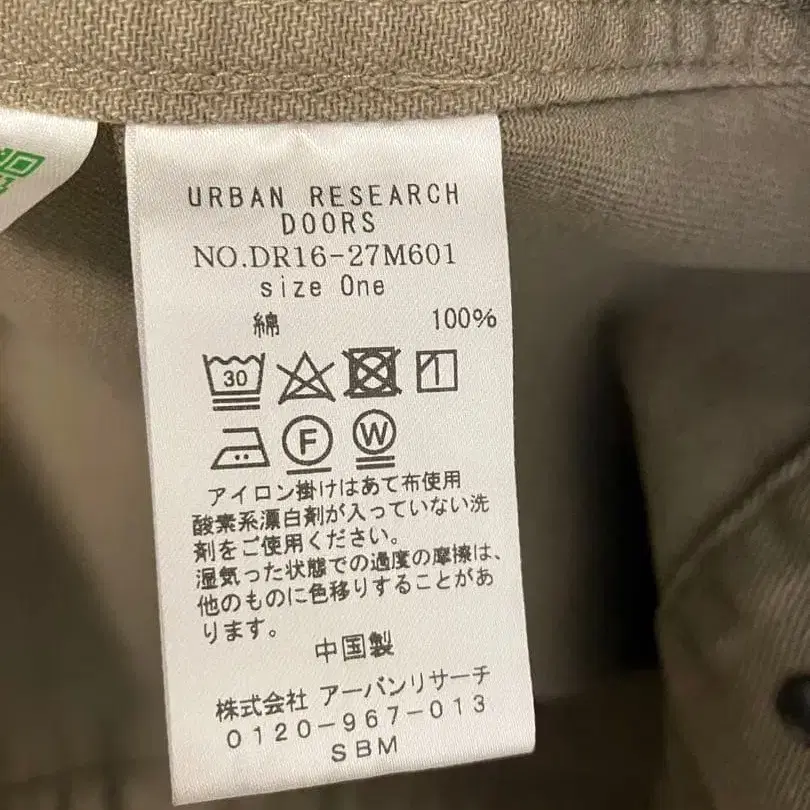 URBAN RESEARCH
DOORS
NO.DR16-27M601
size One
綿 100%
30
F W
アイロン掛けはあて布使用
酸素系漂白剤が入っていない洗
剤をご使用ください。
湿気った状態での過度の摩擦は、
他のものに色移りすることがあ
ります。
中国製
株式会社 アーバンリサーチ
0120-967-013
SBM